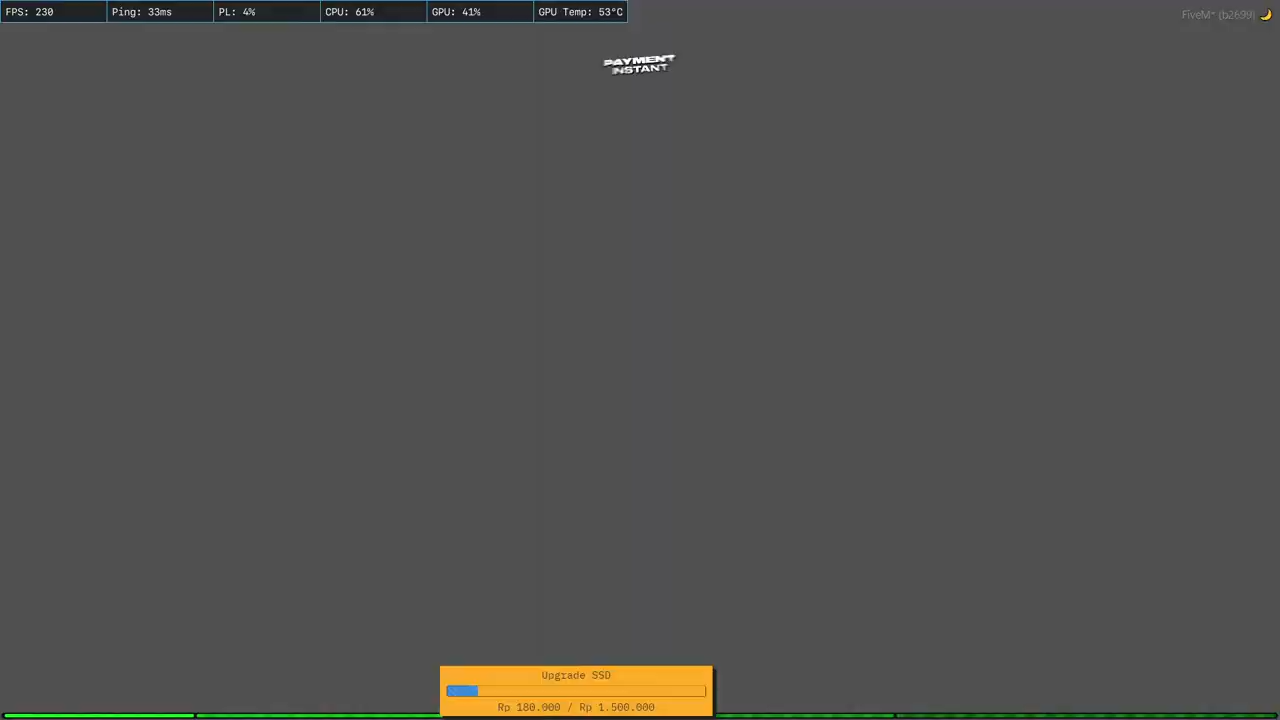 FPS: 230 Ping: 33ms PL: 4% CPU: 61% GPU: 41% GPU Temp: 53°C
FiveM* (b2699)
PAYMENT
INSTANT
Upgrade SSD
Rp 180.000 / Rp 1.500.000